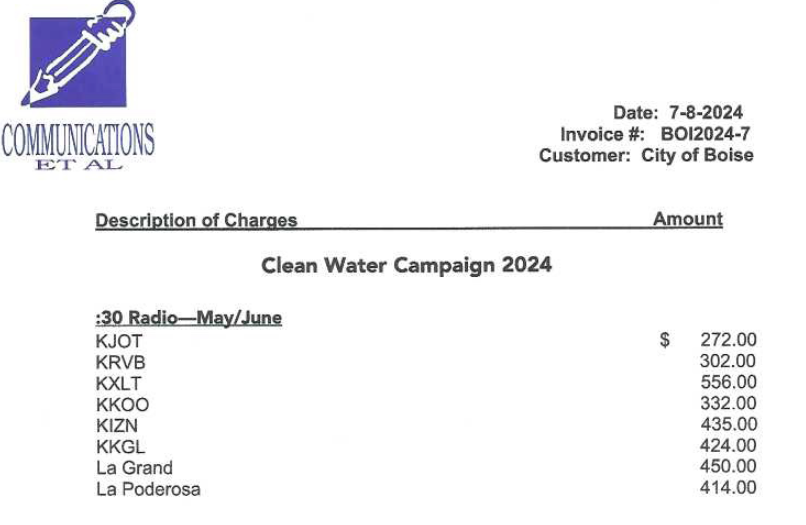 COMMUNICATIONS
ET AL
Date: 7-8-2024
Invoice #: BOI2024-7
Customer: City of Boise
Description of Charges Amount
Clean Water Campaign 2024
:30 Radio—May/June
KJOT $ 272.00
KRVB 302.00
KXLT 556.00
KKOO 332.00
KIZN 435.00
KKGL 424.00
La Grand 450.00
La Poderosa 414.00